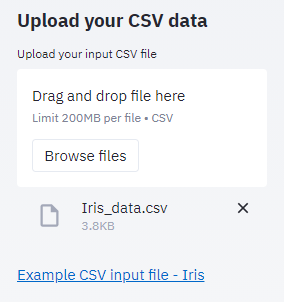 Upload your CSV data
Upload your input CSV file
Drag and drop file here
Limit 200MB per file • CSV
Browse files
Iris_data.csv
3.8KB
Example CSV input file - Iris